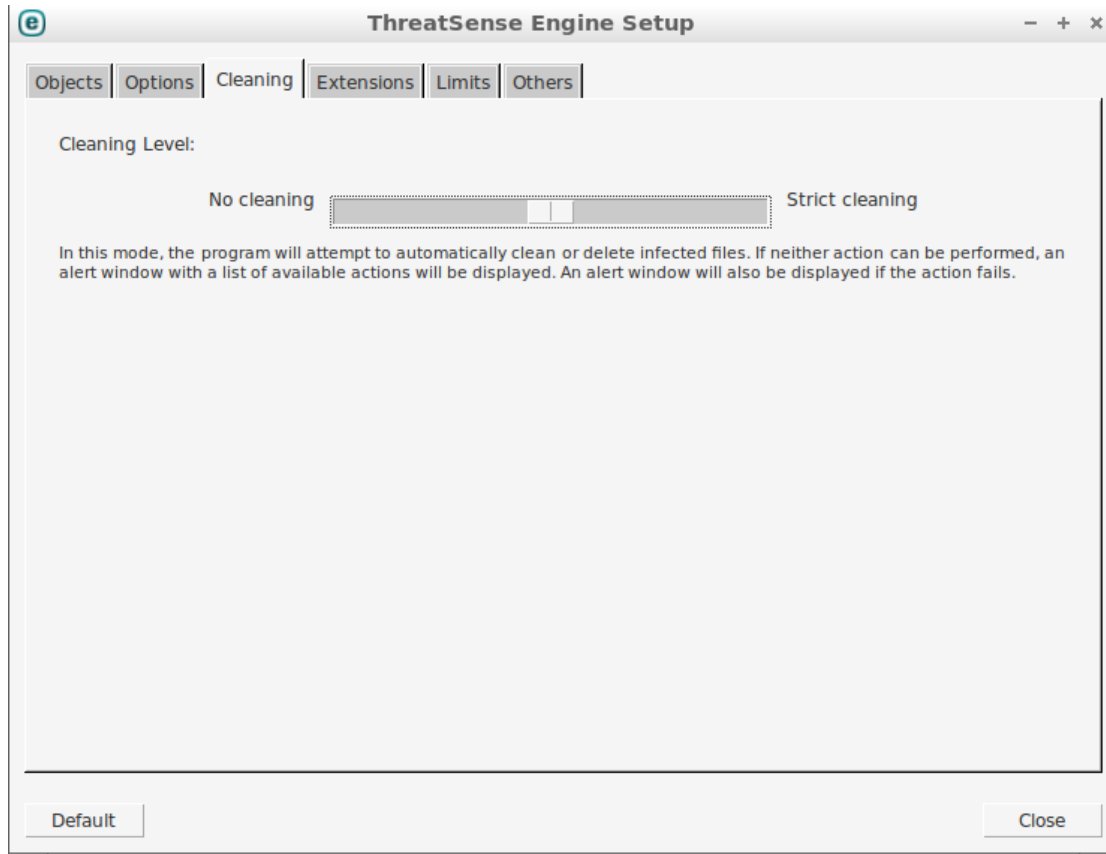 e ThreatSense Engine Setup
Objects Options Cleaning Extensions Limits Others
Cleaning Level:
No cleaning Strict cleaning
In this mode, the program will attempt to automatically clean or delete infected files. If neither action can be performed, an
alert window with a list of available actions will be displayed. An alert window will also be displayed if the action fails.
Default Close